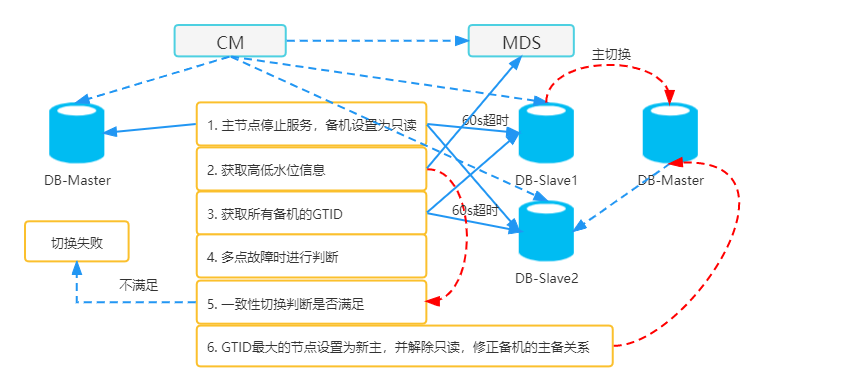 CM
MDS
主切换
1. 主节点停止服务，备机设置为只读
60s超时
DB-Master
DB-Slave1
DB-Master
2. 获取高低水位信息
3. 获取所有备机的GTID
60s超时
切换失败
4. 多点故障时进行判断
DB-Slave2
不满足
5. 一致性切换判断是否满足
6. GTID最大的节点设置为新主，并解除只读，修正备机的主备关系